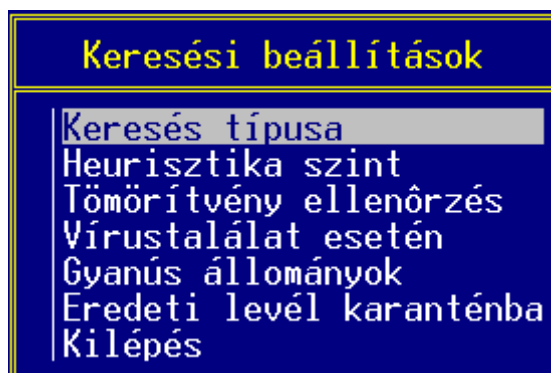 Keresési beállítások
Keresés típusa
Heurisztika szint
Tömörítvény ellenôrzés
Vírustalálat esetén
Gyanús állományok
Eredeti levél karanténba
Kilépés